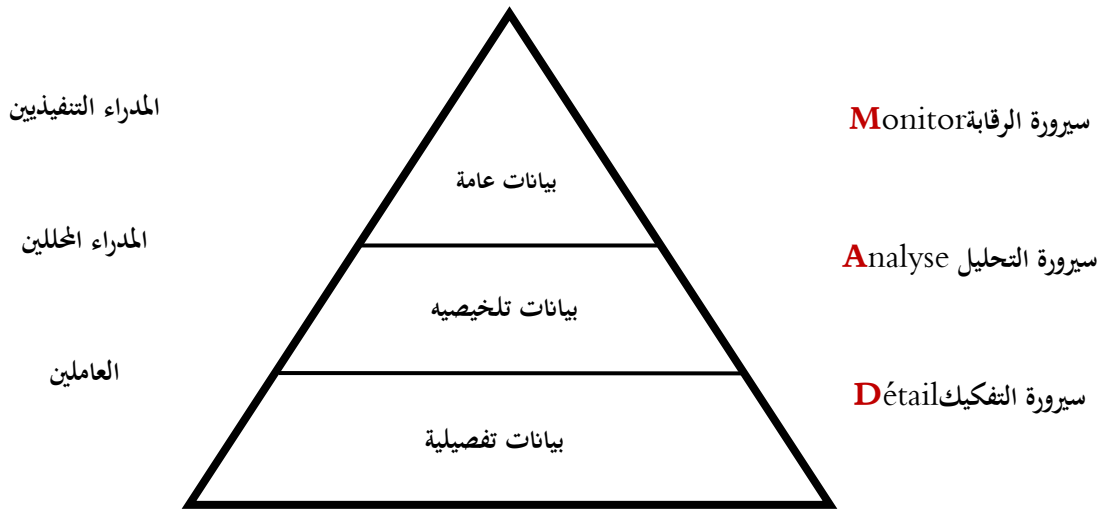 المدراء التنفيذيين
سيرورة الرقابةMonitor
بيانات عامة
المدراء المحللين
سيرورة التحليل Analyse
بيانات تلخيصيه
العاملين
سيرورة التفكيكDétail
بيانات تفصيلية